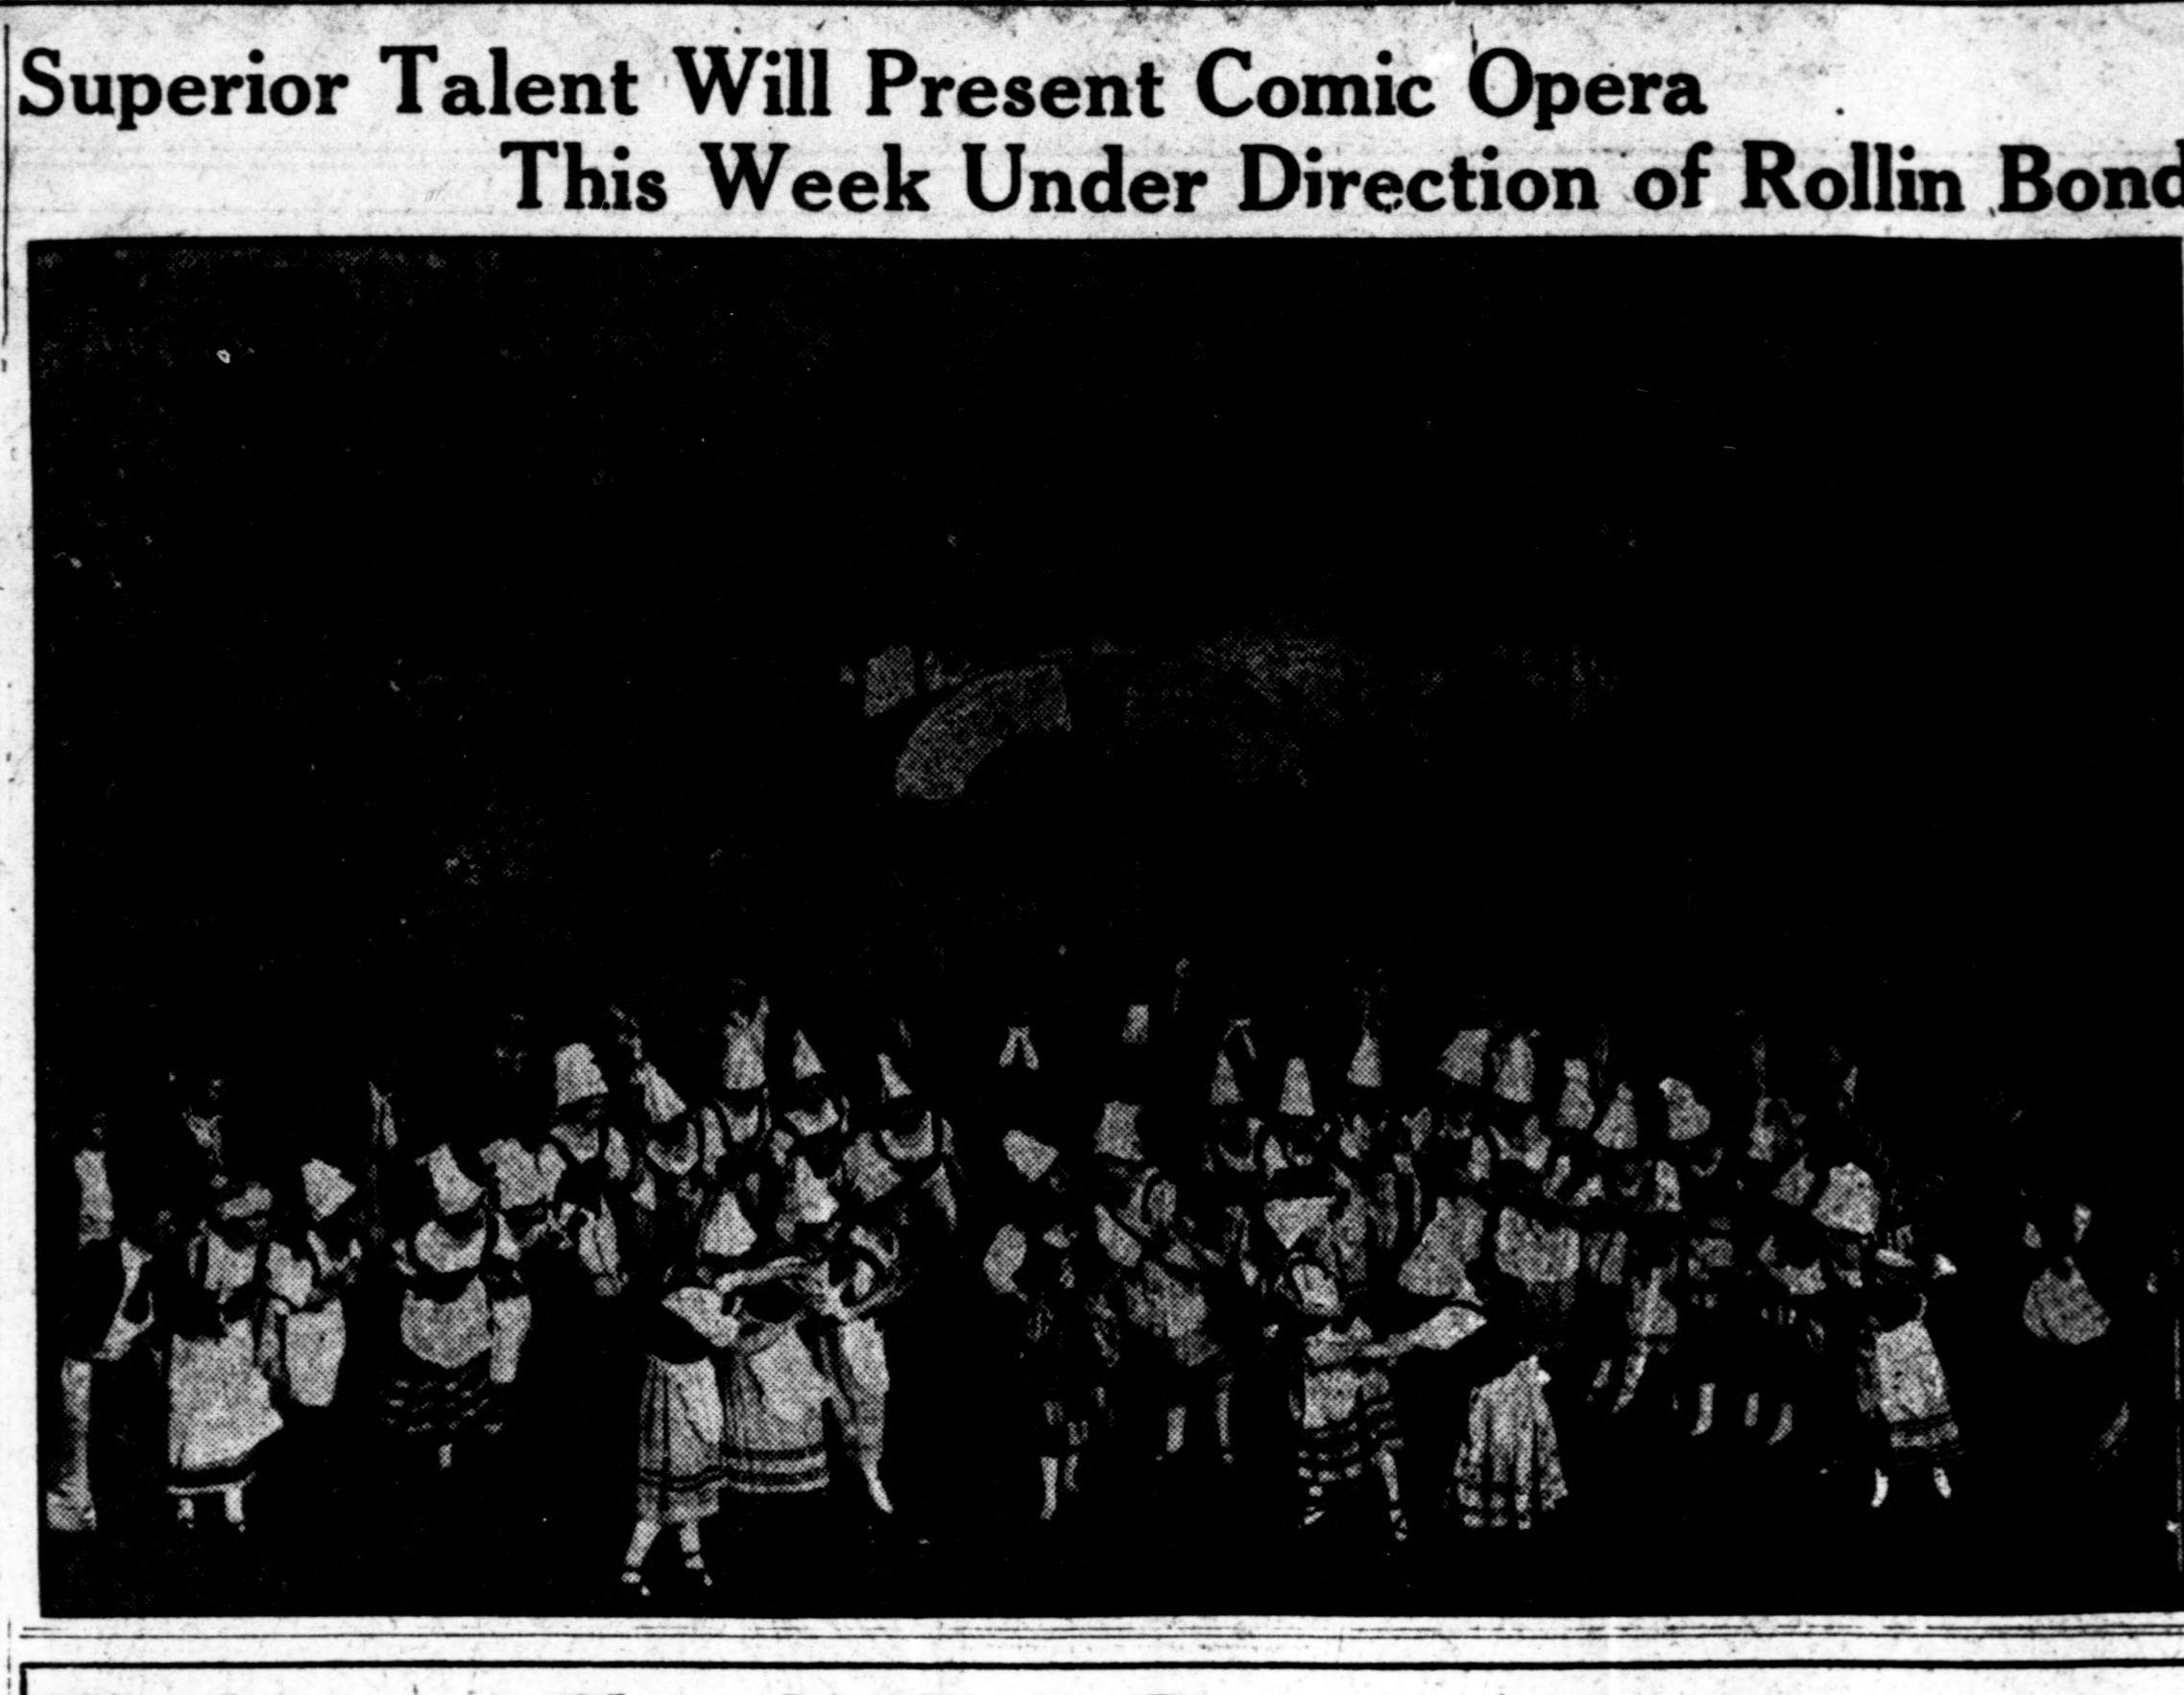 Superior Talent Will Present Comic Opera
This Week Under Direction of Rollin Bond